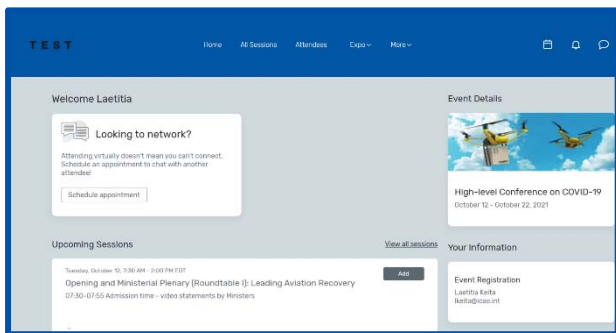 TEST
Home All Sessions Attendees Expo More
Welcome Laetitia
Looking to network?
Attending virtually doesn't mean you can't connect.
Schedule an appointment to chat with another
attendee!
Schedule appointment
Upcoming Sessions View all sessions
Tuesday, October 12, 7:30 AM - 2:00 PM EDT
Opening and Ministerial Plenary (Roundtable I): Leading Aviation Recovery
07:30-07:55 Admission time - video statements by Ministers
Add
Event Details
High-level Conference on COVID-19
October 12 - October 22, 2021
Your Information
Event Registration
Laetitia Keita
lkeita@icao.int